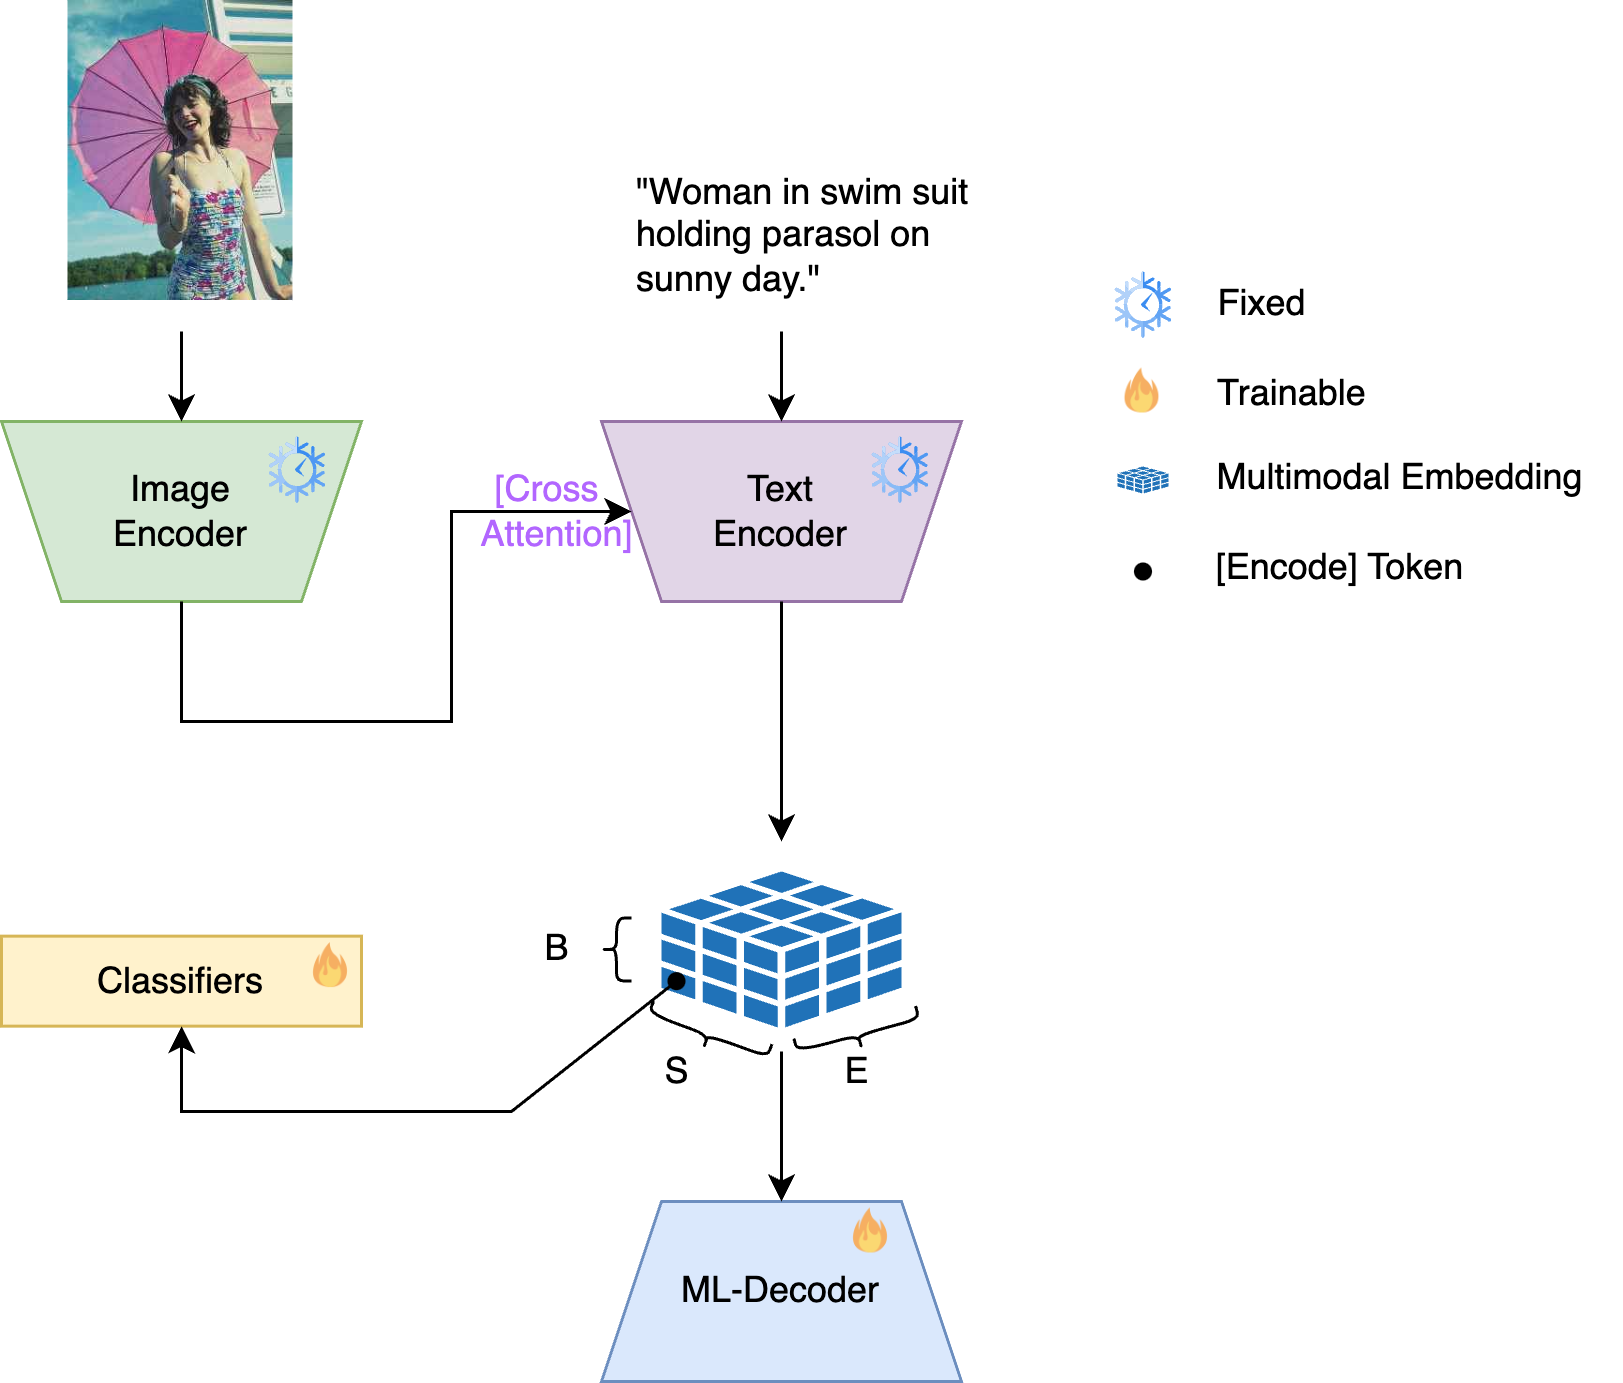 "Woman in swim suit
holding parasol on
sunny day."
Fixed
Trainable
Multimodal Embedding
[Encode] Token
Image
Encoder
[Cross
Attention]
Text
Encoder
B
S
E
Classifiers
ML-Decoder